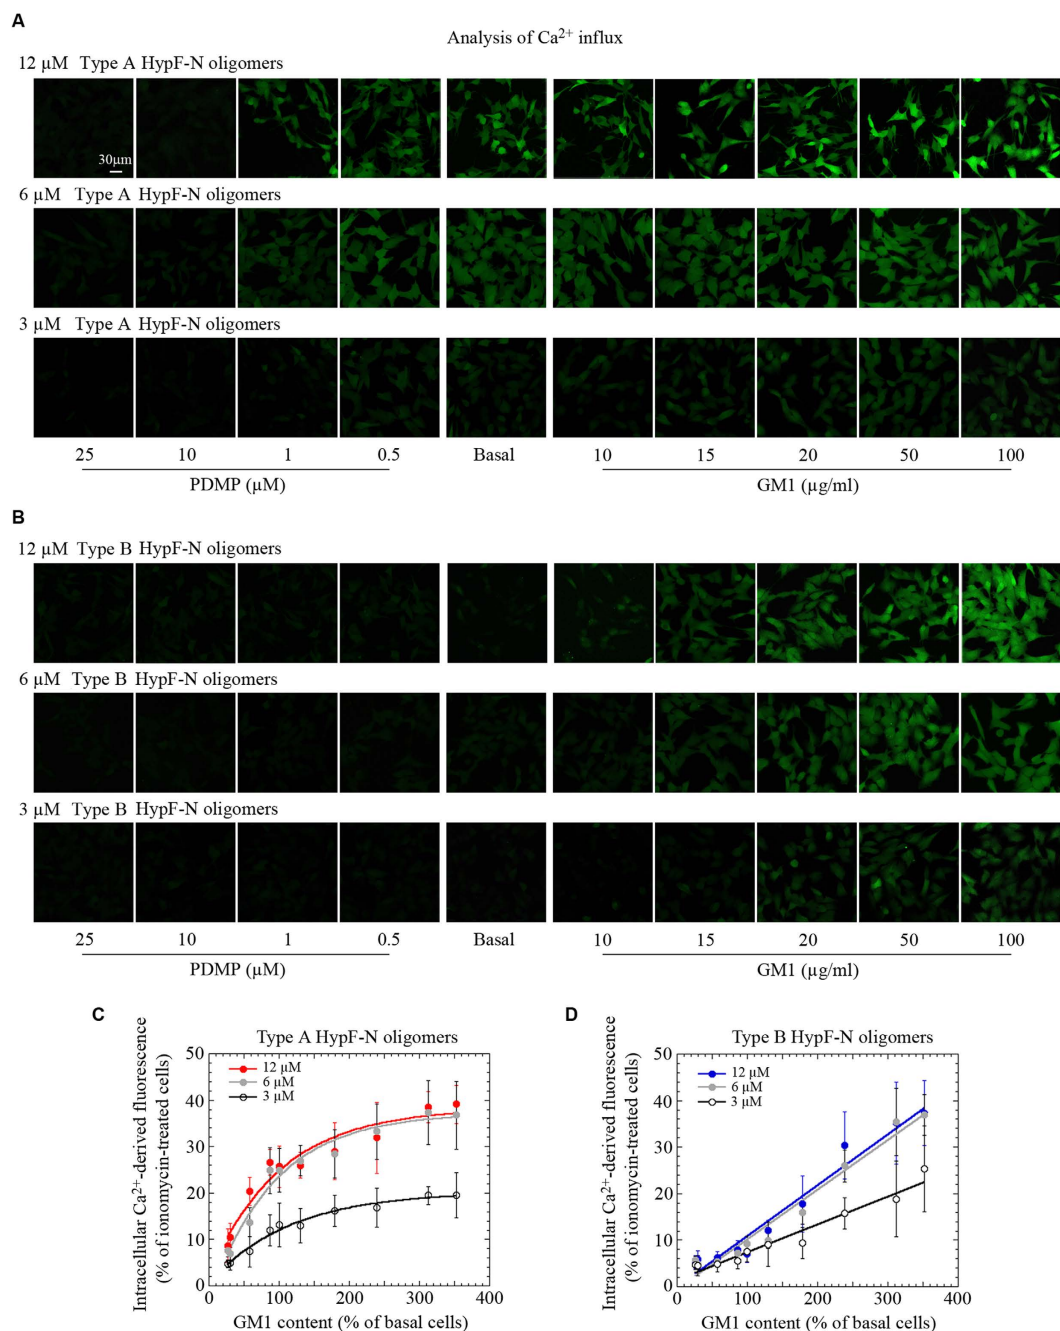 A
Analysis of Ca²⁺ influx
12 µM Type A HypF-N oligomers
30µm
6 µM Type A HypF-N oligomers
3 µM Type A HypF-N oligomers
25 10 1 0.5 Basal 10 15 20 50 100
PDMP (µM) GM1 (µg/ml)
B
12 µM Type B HypF-N oligomers
6 µM Type B HypF-N oligomers
3 µM Type B HypF-N oligomers
25 10 1 0.5 Basal 10 15 20 50 100
PDMP (µM) GM1 (µg/ml)
C
Type A HypF-N oligomers
Intracellular Ca²⁺-derived fluorescence
(% of ionomycin-treated cells)
50
40
30
20
10
0
12 µM
6 µM
3 µM
0 100 200 300 400
GM1 content (% of basal cells)
D
Type B HypF-N oligomers
Intracellular Ca²⁺-derived fluorescence
(% of ionomycin-treated cells)
50
40
30
20
10
0
12 µM
6 µM
3 µM
0 100 200 300 400
GM1 content (% of basal cells)